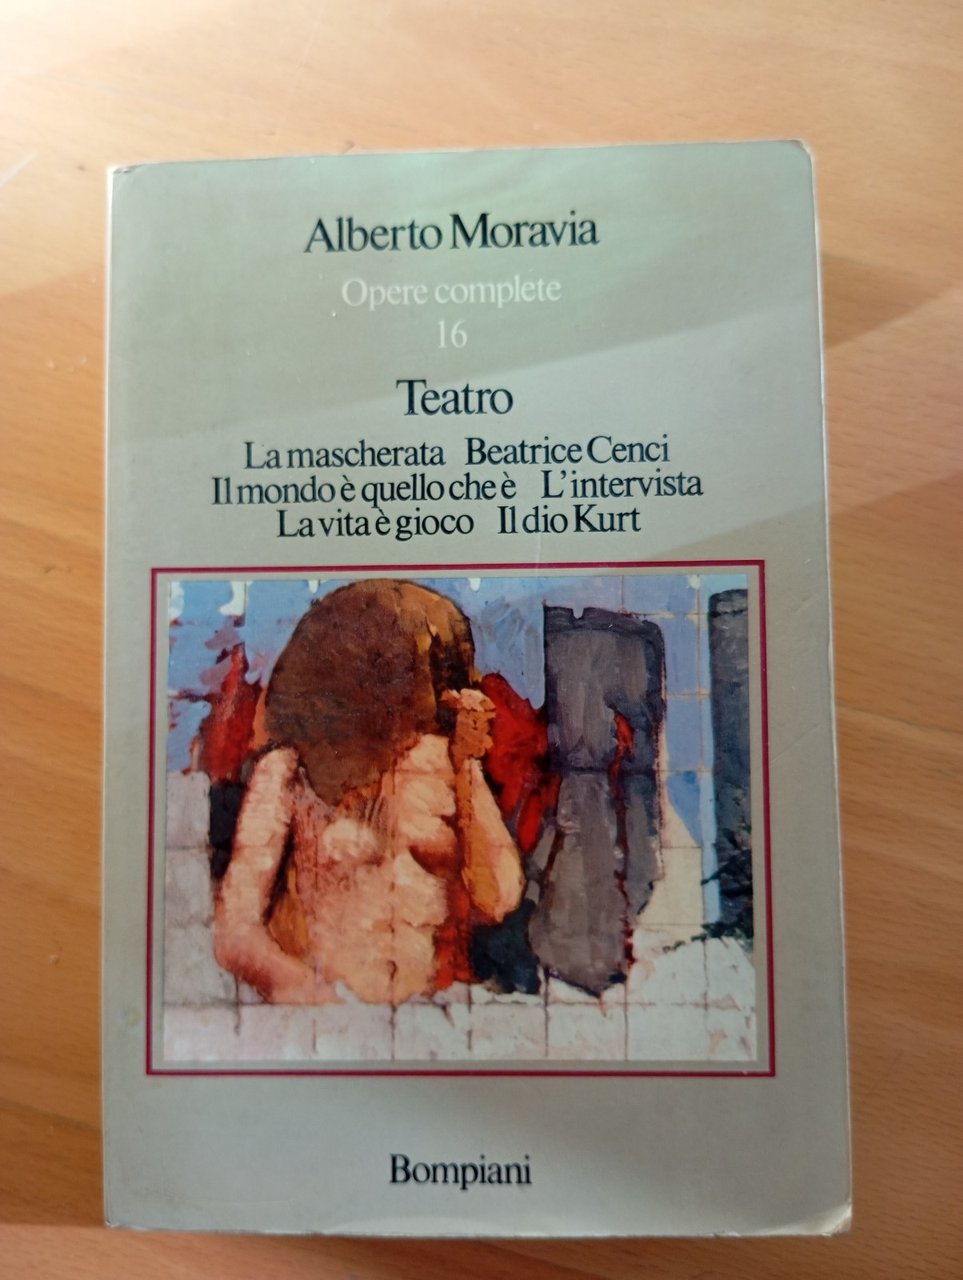 Alberto Moravia
Opere complete
16
Teatro
La mascherata Beatrice Cenci
Il mondo è quello che è L'intervista
La vita è gioco Il dio Kurt
Bompiani